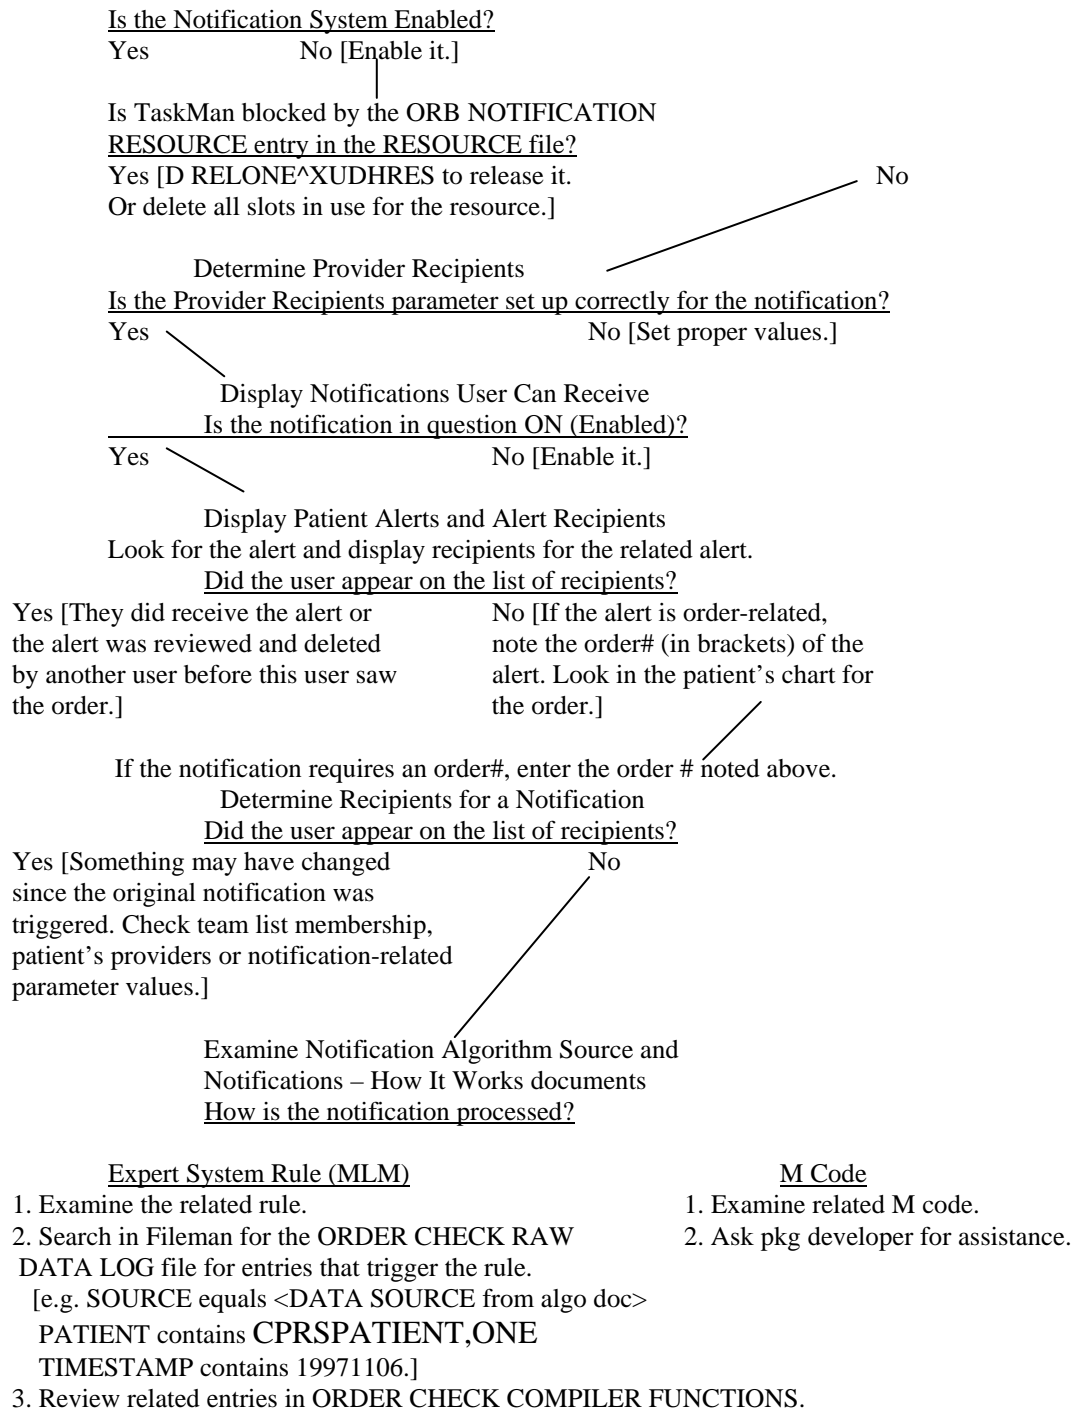 Is the Notification System Enabled?
Yes No [Enable it.]
Is TaskMan blocked by the ORB NOTIFICATION
RESOURCE entry in the RESOURCE file?
Yes [D RELONE^XUDHRES to release it. No
Or delete all slots in use for the resource.]
Determine Provider Recipients
Is the Provider Recipients parameter set up correctly for the notification?
Yes No [Set proper values.]
Display Notifications User Can Receive
Is the notification in question ON (Enabled)?
Yes No [Enable it.]
Display Patient Alerts and Alert Recipients
Look for the alert and display recipients for the related alert.
Did the user appear on the list of recipients?
Yes [They did receive the alert or
the alert was reviewed and deleted
by another user before this user saw
the order.]
No [If the alert is order-related,
note the order# (in brackets) of the
alert. Look in the patient’s chart for
the order.]
If the notification requires an order#, enter the order # noted above.
Determine Recipients for a Notification
Did the user appear on the list of recipients?
Yes [Something may have changed
since the original notification was
triggered. Check team list membership,
patient’s providers or notification-related
parameter values.]
No
Examine Notification Algorithm Source and
Notifications – How It Works documents
How is the notification processed?
Expert System Rule (MLM)
1. Examine the related rule.
2. Search in Fileman for the ORDER CHECK RAW
DATA LOG file for entries that trigger the rule.
[e.g. SOURCE equals <DATA SOURCE from algo doc>
PATIENT contains CPRSPATIENT,ONE
TIMESTAMP contains 19971106.]
3. Review related entries in ORDER CHECK COMPILER FUNCTIONS.
M Code
1. Examine related M code.
2. Ask pkg developer for assistance.